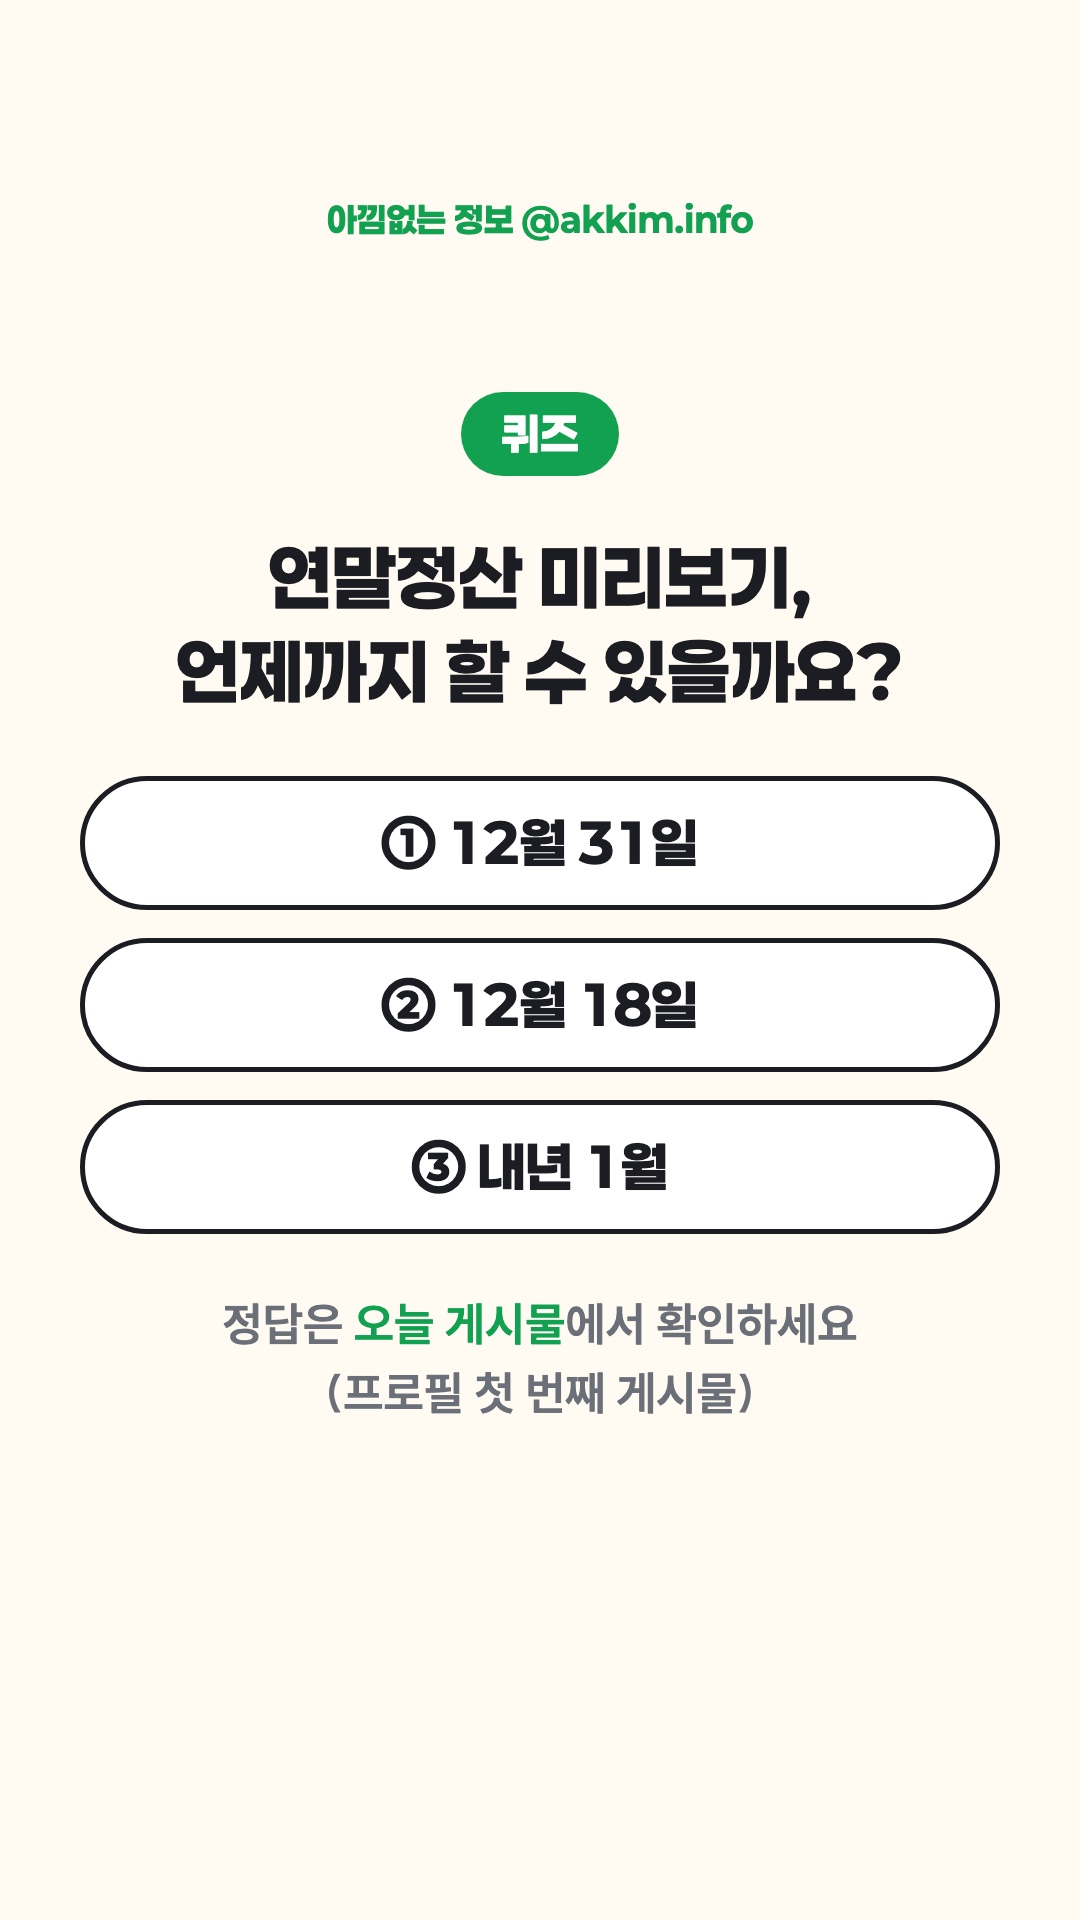 아낌없는 정보 @akkim.info
퀴즈
연말정산 미리보기,
언제까지 할 수 있을까요?
① 12월 31일
② 12월 18일
③ 내년 1월
정답은 오늘 게시물에서 확인하세요
(프로필 첫 번째 게시물)